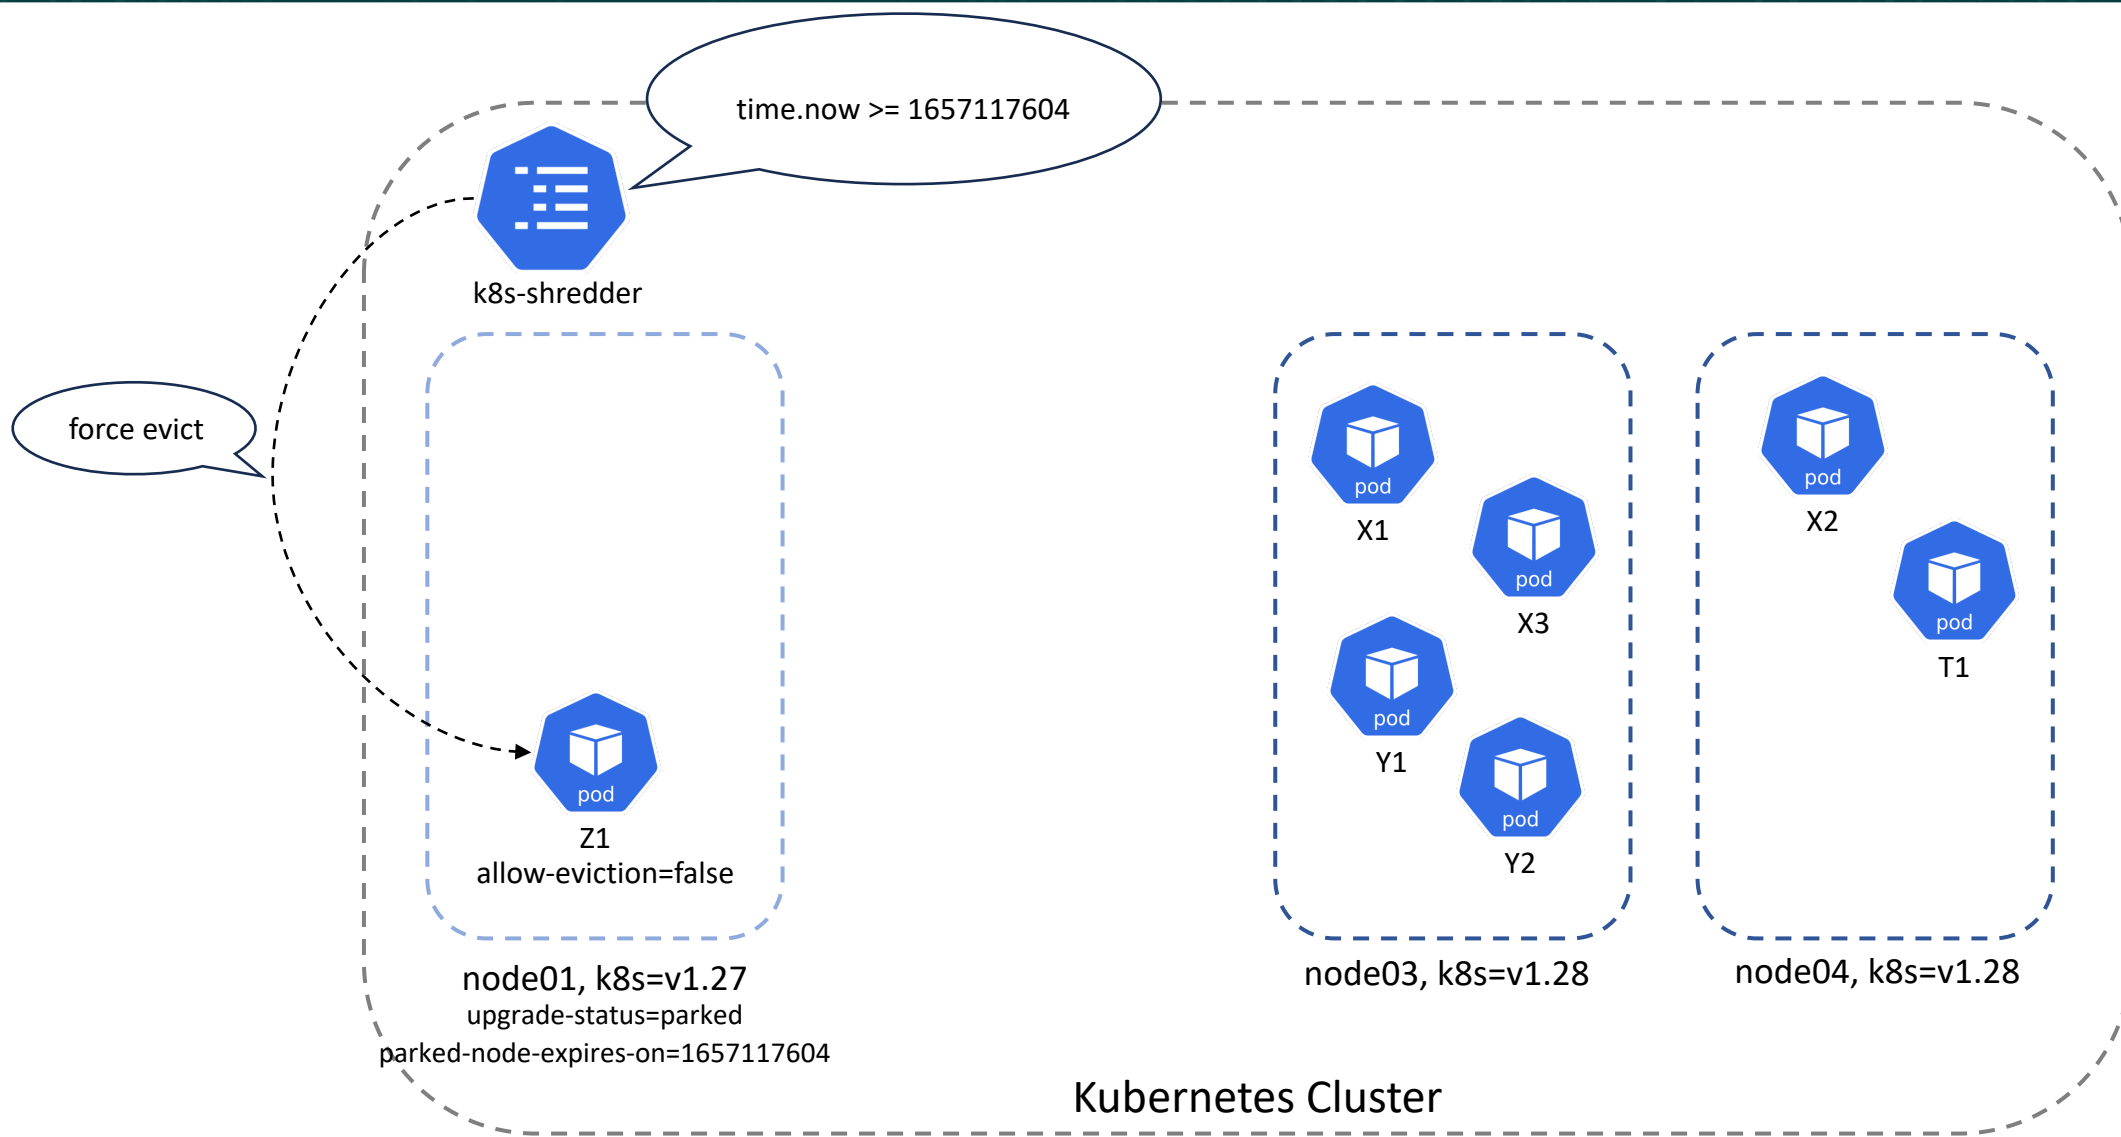 time.now >= 1657117604
k8s-shredder
force evict
pod
Z1
allow-eviction=false
node01, k8s=v1.27
upgrade-status=parked
parked-node-expires-on=1657117604
pod
X1
pod
X3
pod
Y1
pod
Y2
node03, k8s=v1.28
pod
X2
pod
T1
node04, k8s=v1.28
Kubernetes Cluster